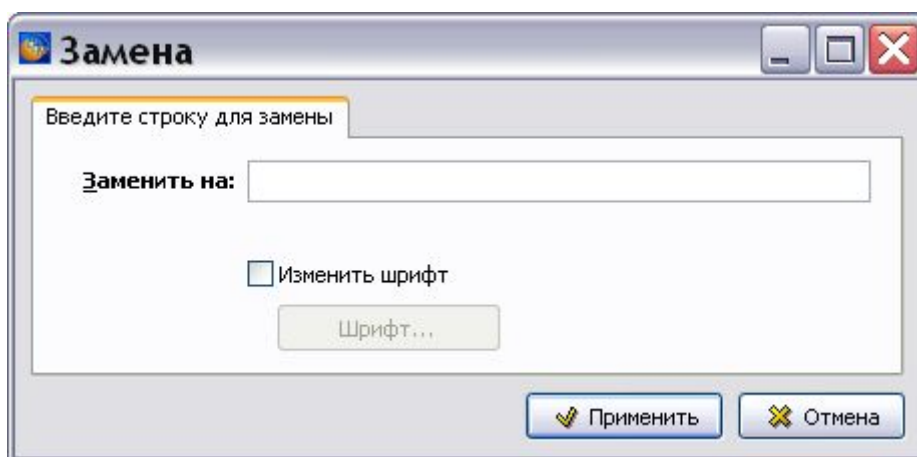 Замена
Введите строку для замены
Заменить на:
Изменить шрифт
Шрифт...
Применить
Отмена